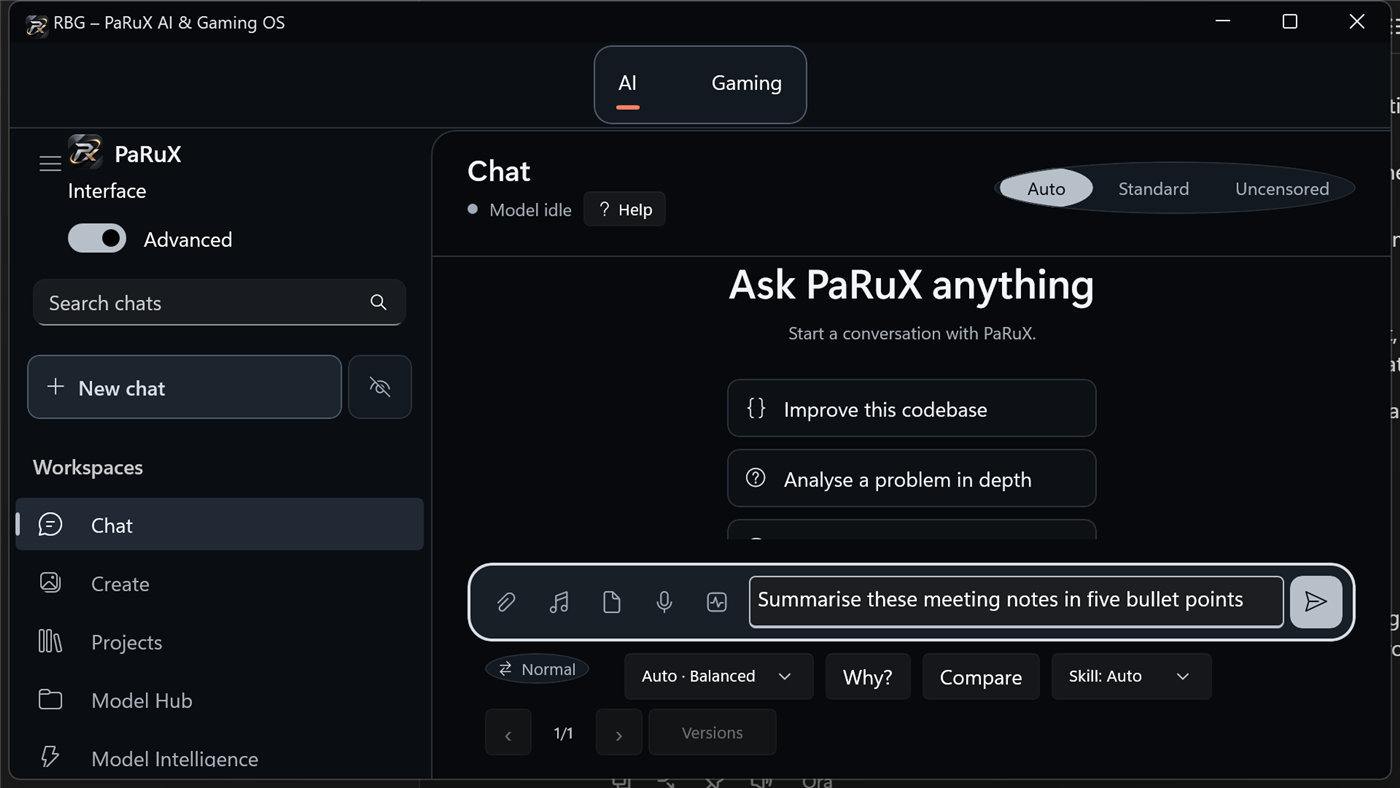 RBG – PaRuX AI & Gaming OS
AI
Gaming
PaRuX
Interface
Advanced
Search chats
New chat
Workspaces
Chat
Create
Projects
Model Hub
Model Intelligence
Chat
Model idle
? Help
Auto
Standard
Uncensored
Ask PaRuX anything
Start a conversation with PaRuX.
{} Improve this codebase
Analyse a problem in depth
Summarise these meeting notes in five bullet points
Normal
Auto · Balanced
Why?
Compare
Skill: Auto
‹
1/1
›
Versions